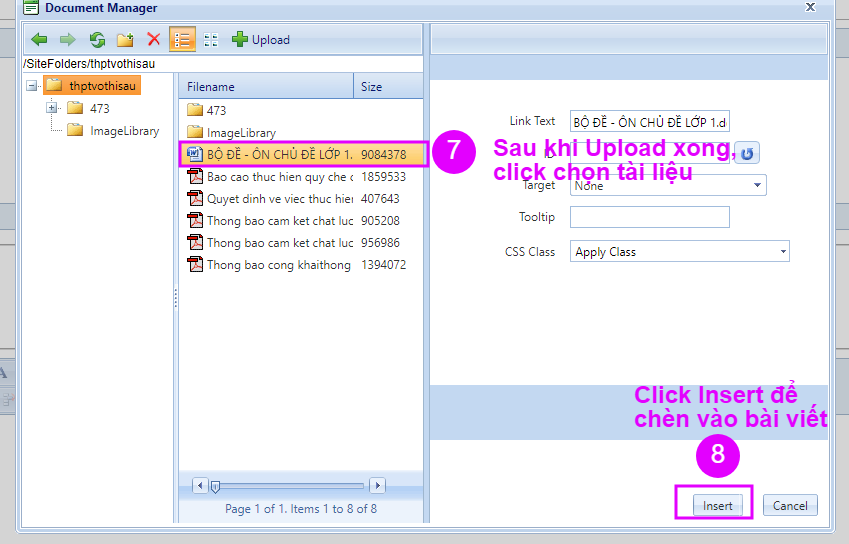 Document Manager
X
Upload
/SiteFolders/thptvothisau
thptvothisau
473
ImageLibrary
Filename Size
473
ImageLibrary
BỘ ĐỀ - ÔN CHỦ ĐỀ LỚP 1. 9084378
Bao cao thuc hien quy che c 1859533
Quyet dinh ve viec thuc hier 407643
Thong bao cam ket chat luc 905208
Thong bao cam ket chat luc 956986
Thong bao cong khaithong 1394072
Page 1 of 1. Items 1 to 8 of 8
Link Text BỘ ĐỀ - ÔN CHỦ ĐỀ LỚP 1.d
7
Sau khi Upload xong,
click chọn tài liệu
ID
Target None
Tooltip
CSS Class Apply Class
Click Insert để
chèn vào bài viết
8
Insert Cancel
A